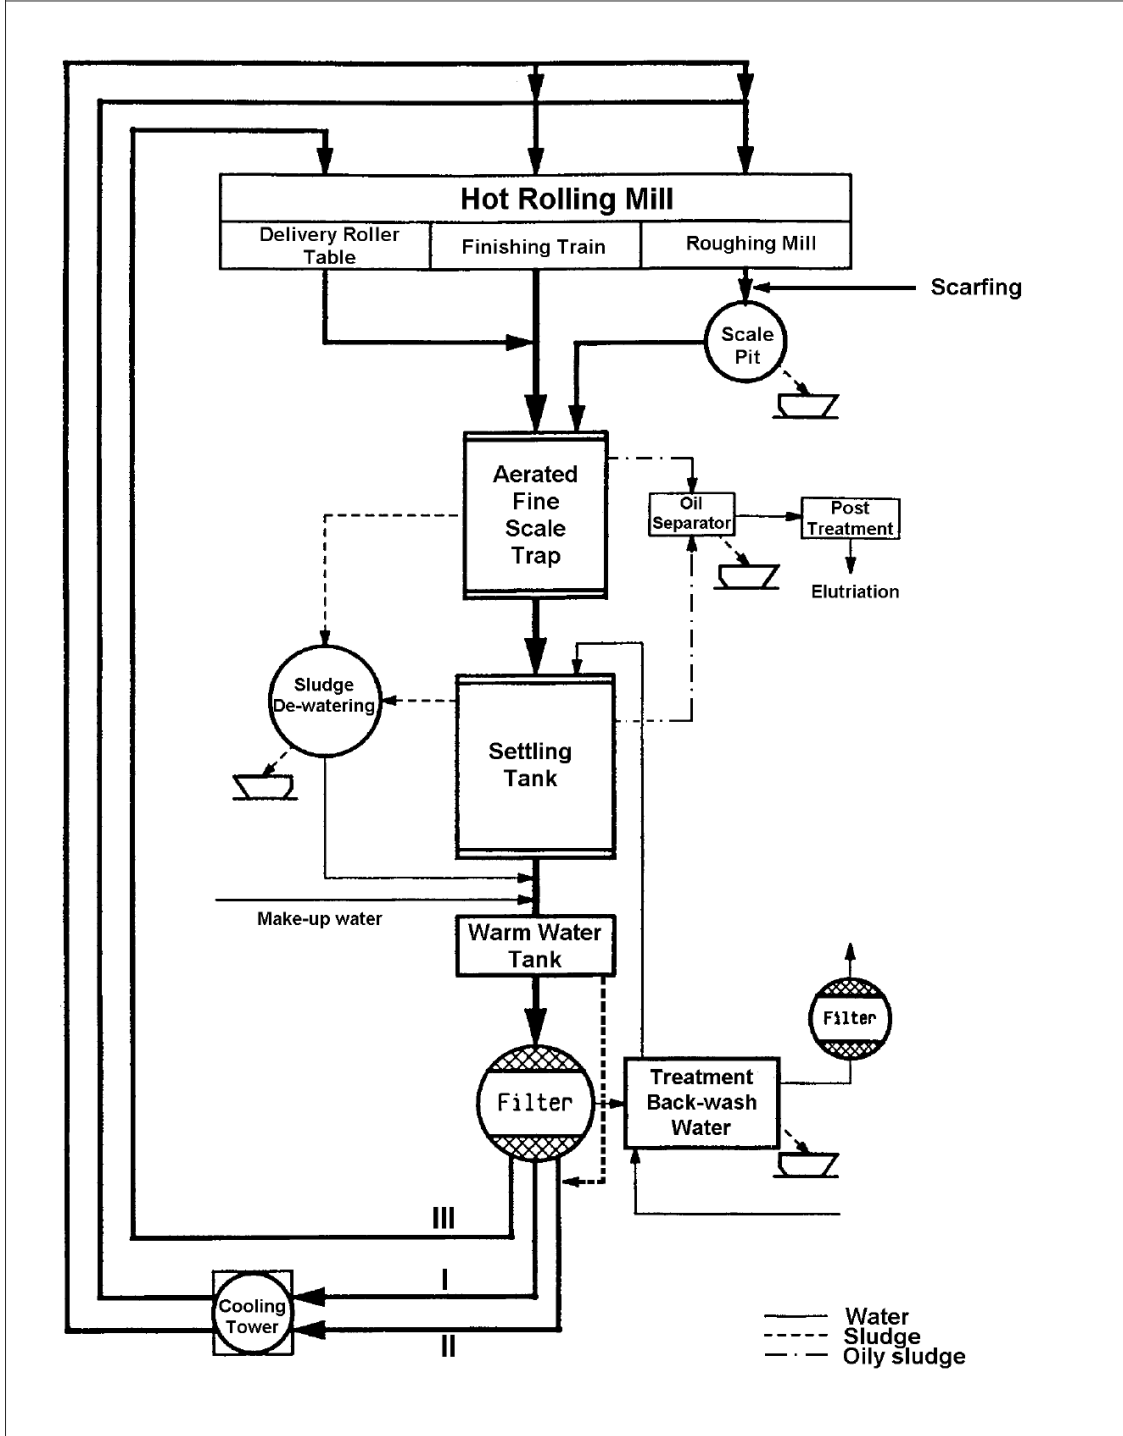 Hot Rolling Mill
Delivery Roller
Table
Finishing Train
Roughing Mill
Scarfing
Scale
Pit
Aerated
Fine
Scale
Trap
Oil
Separator
Post
Treatment
Elutriation
Sludge
De-watering
Settling
Tank
Make-up water
Warm Water
Tank
Filter
Filter
Treatment
Back-wash
Water
III
I
Cooling
Tower
II
Water
Sludge
Oily sludge